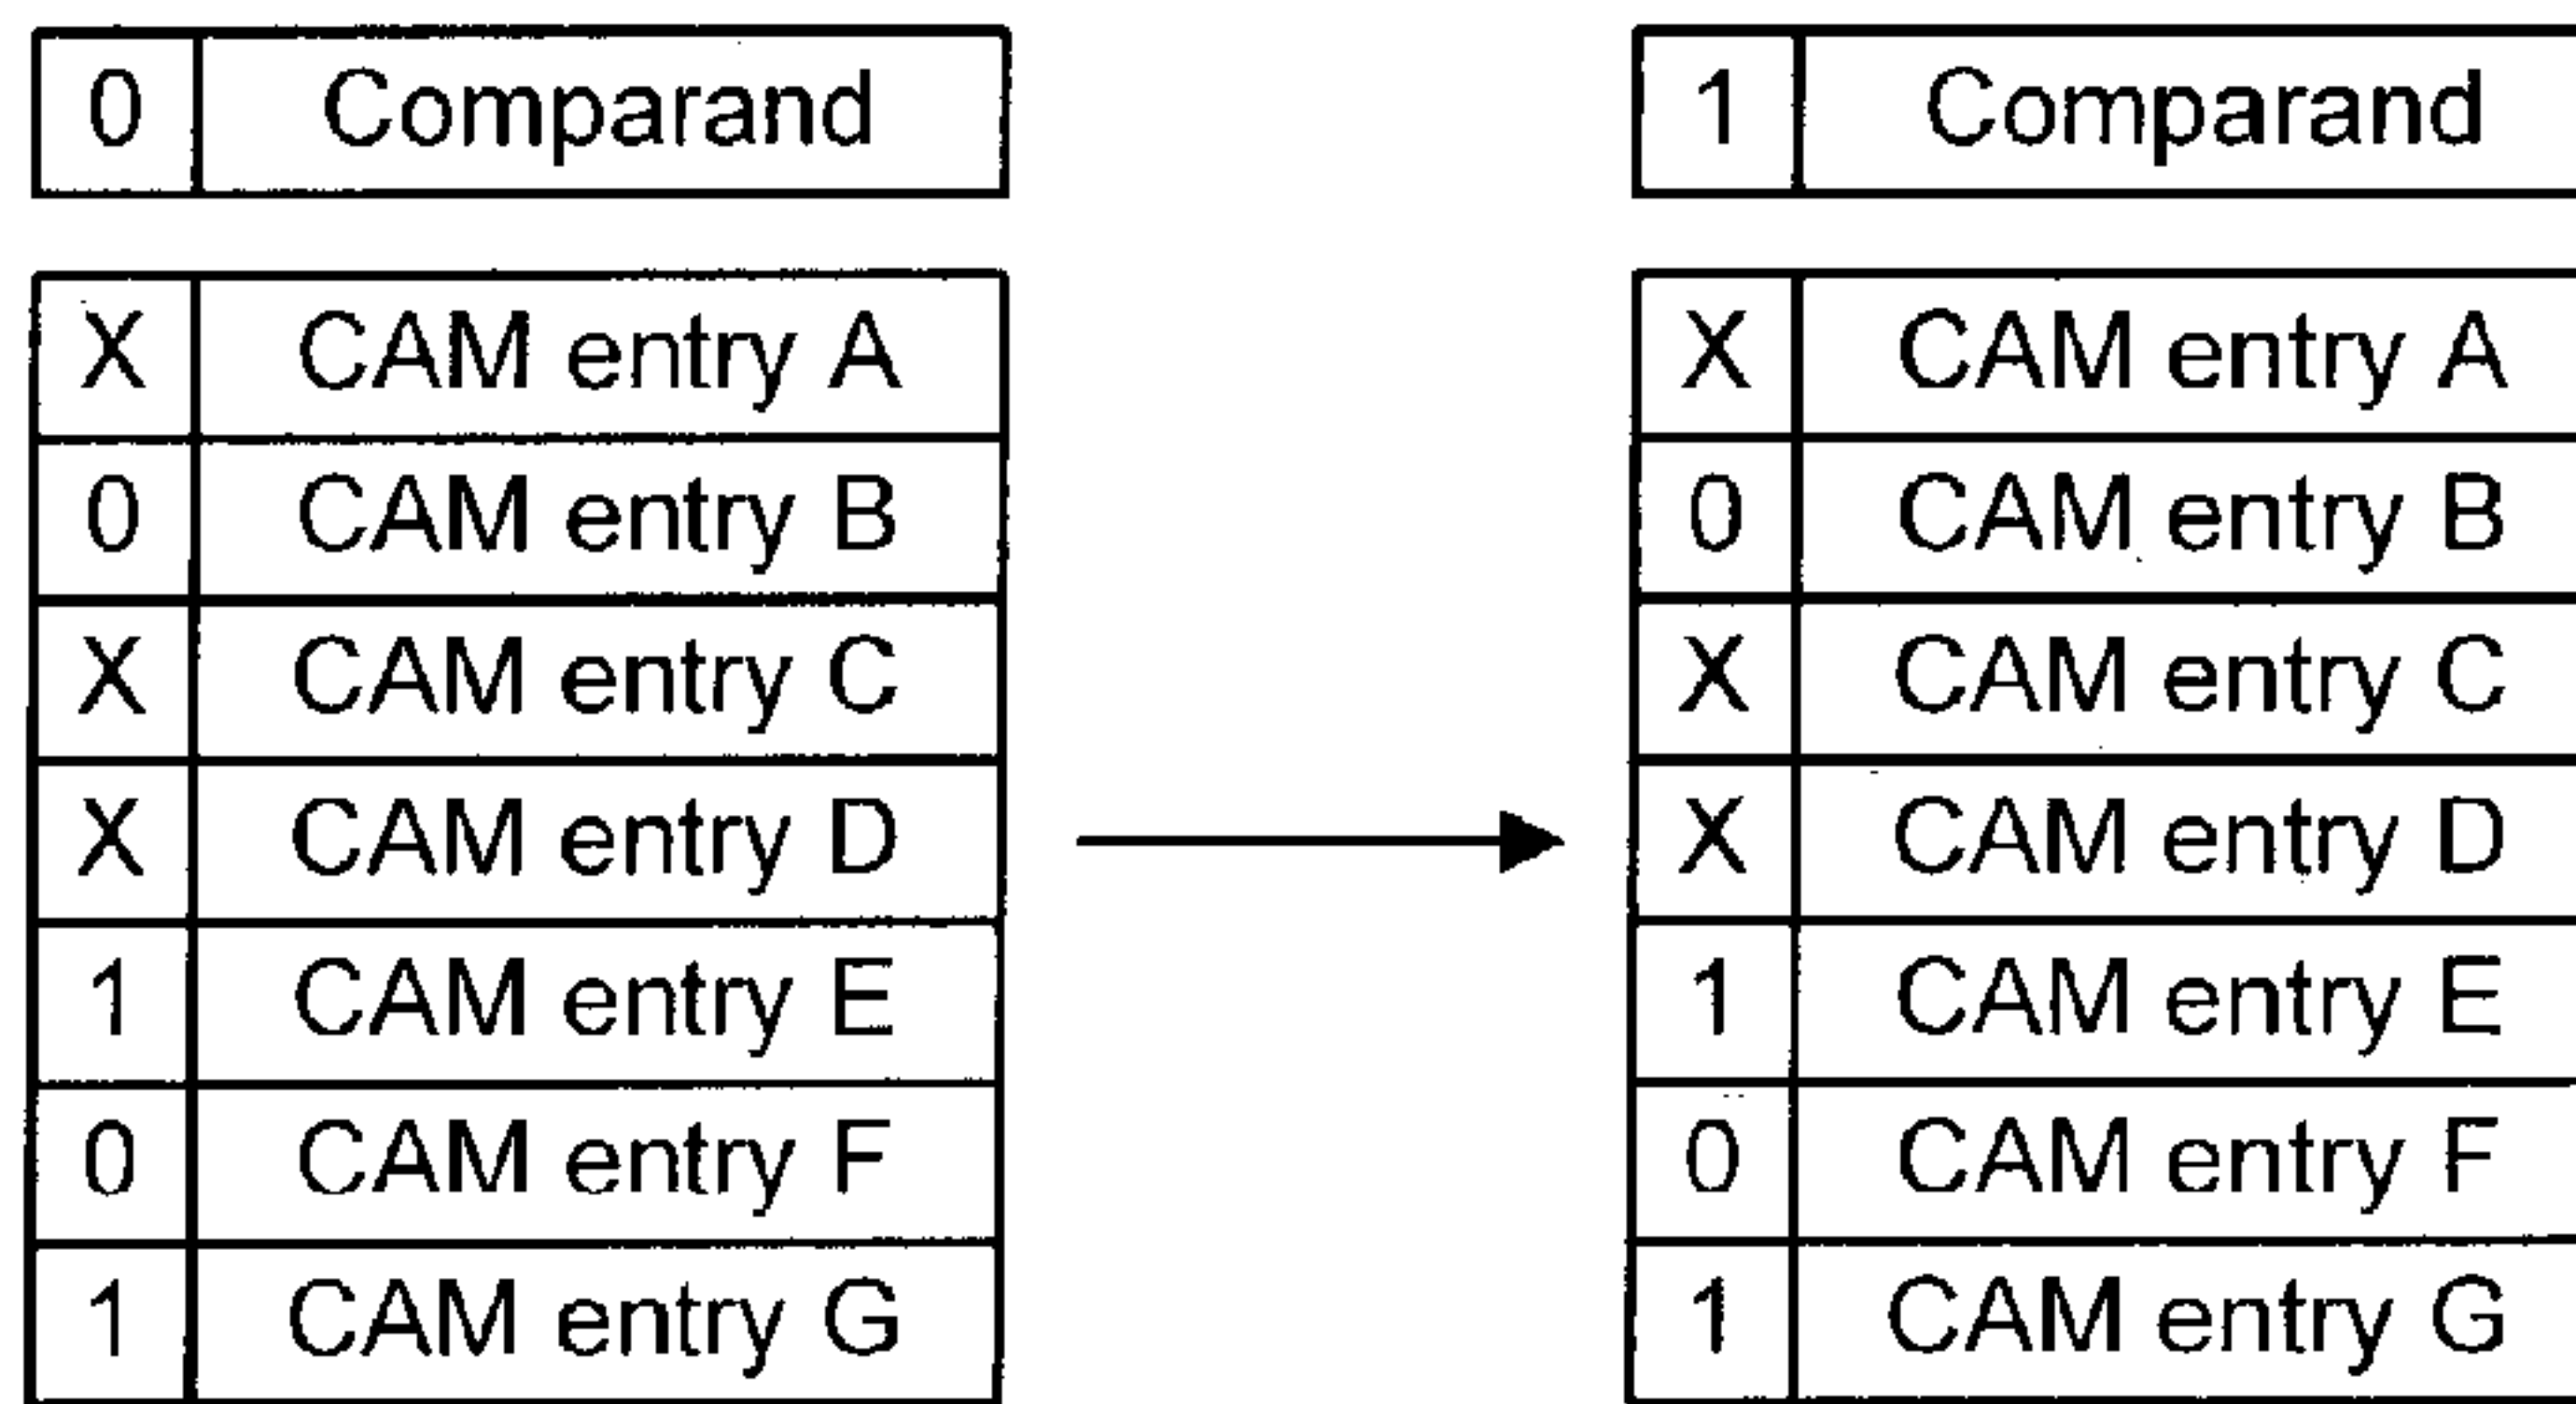 0 Comparand
X CAM entry A
0 CAM entry B
X CAM entry C
X CAM entry D
1 CAM entry E
0 CAM entry F
1 CAM entry G
1 Comparand
X CAM entry A
0 CAM entry B
X CAM entry C
X CAM entry D
1 CAM entry E
0 CAM entry F
1 CAM entry G